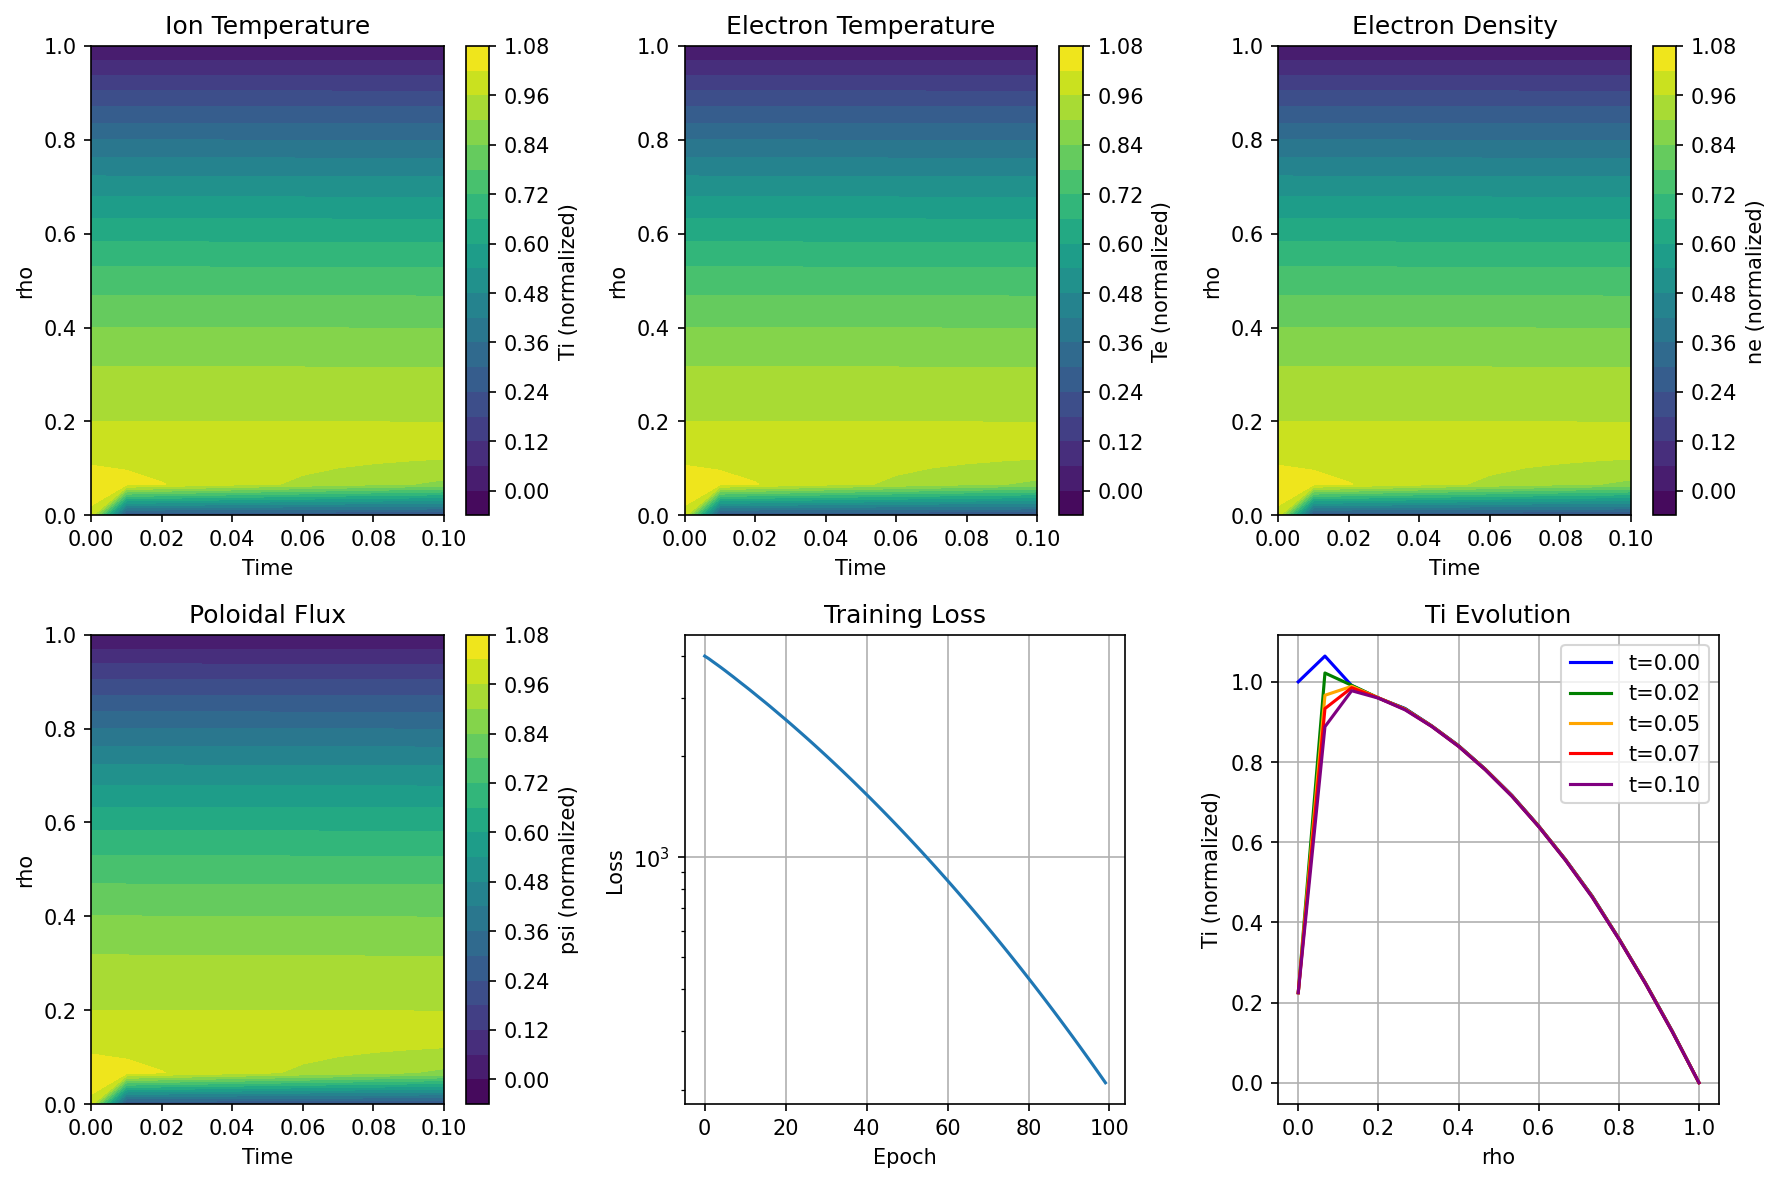 Ion Temperature
1.0
0.8
0.6
0.4
0.2
0.0
rho
0.00 0.02 0.04 0.06 0.08 0.10
Time
1.08
0.96
0.84
0.72
0.60
0.48
0.36
0.24
0.12
0.00
Ti (normalized)
Electron Temperature
1.0
0.8
0.6
0.4
0.2
0.0
rho
0.00 0.02 0.04 0.06 0.08 0.10
Time
1.08
0.96
0.84
0.72
0.60
0.48
0.36
0.24
0.12
0.00
Te (normalized)
Electron Density
1.0
0.8
0.6
0.4
0.2
0.0
rho
0.00 0.02 0.04 0.06 0.08 0.10
Time
1.08
0.96
0.84
0.72
0.60
0.48
0.36
0.24
0.12
0.00
ne (normalized)
Poloidal Flux
1.0
0.8
0.6
0.4
0.2
0.0
rho
0.00 0.02 0.04 0.06 0.08 0.10
Time
1.08
0.96
0.84
0.72
0.60
0.48
0.36
0.24
0.12
0.00
psi (normalized)
Training Loss
Loss
10³
0 20 40 60 80 100
Epoch
Ti Evolution
1.0
0.8
0.6
0.4
0.2
0.0
Ti (normalized)
t=0.00
t=0.02
t=0.05
t=0.07
t=0.10
0.0 0.2 0.4 0.6 0.8 1.0
rho